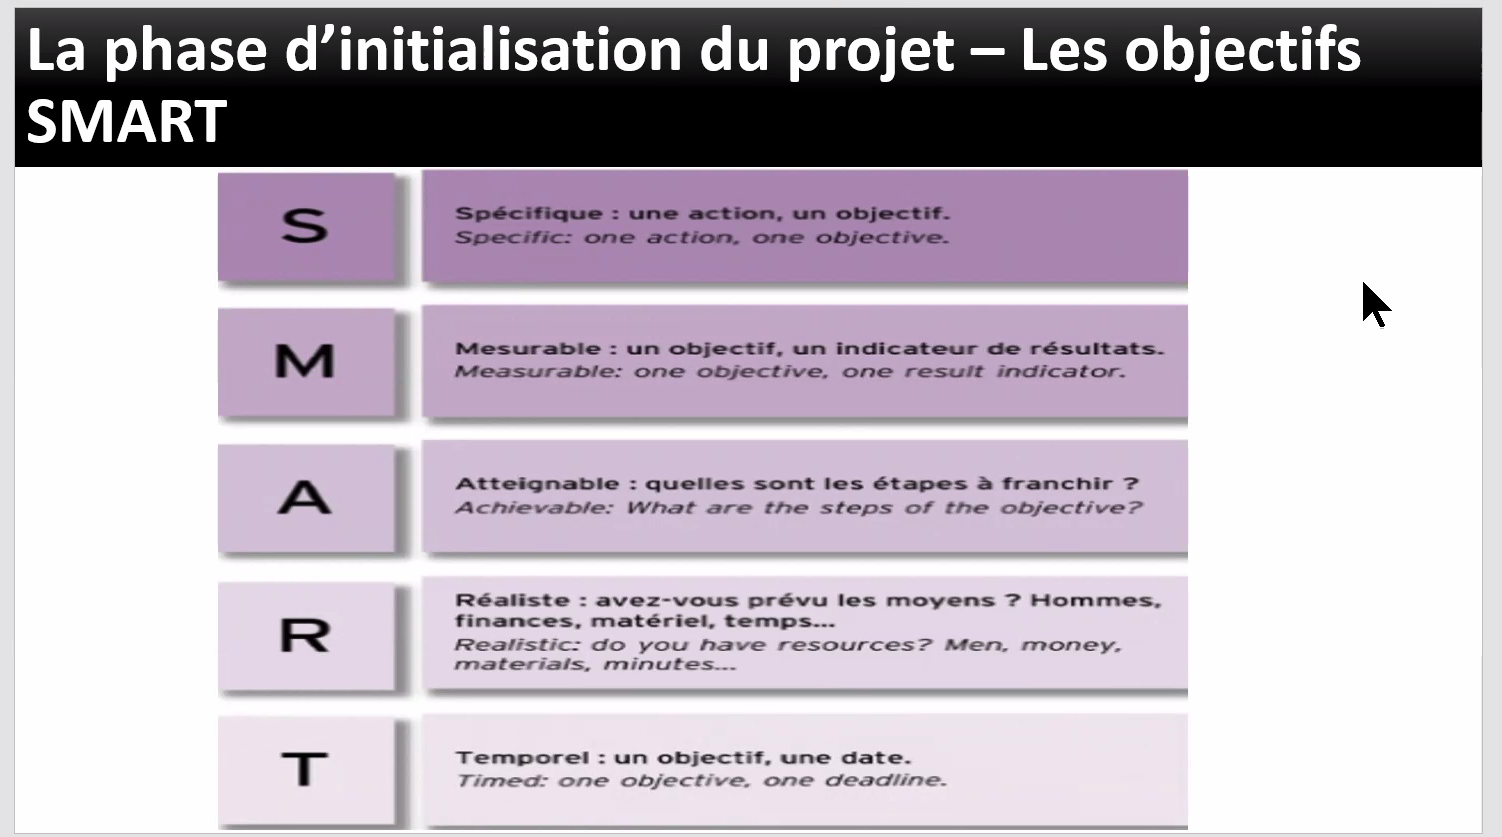 La phase d’initialisation du projet – Les objectifs
SMART
S
Spécifique : une action, un objectif.
Specific: one action, one objective.
M
Mesurable : un objectif, un indicateur de résultats.
Measurable: one objective, one result indicator.
A
Atteignable : quelles sont les étapes à franchir ?
Achievable: What are the steps of the objective?
R
Réaliste : avez-vous prévu les moyens ? Hommes,
finances, matériel, temps...
Realistic: do you have resources? Men, money,
materials, minutes...
T
Temporel : un objectif, une date.
Timed: one objective, one deadline.